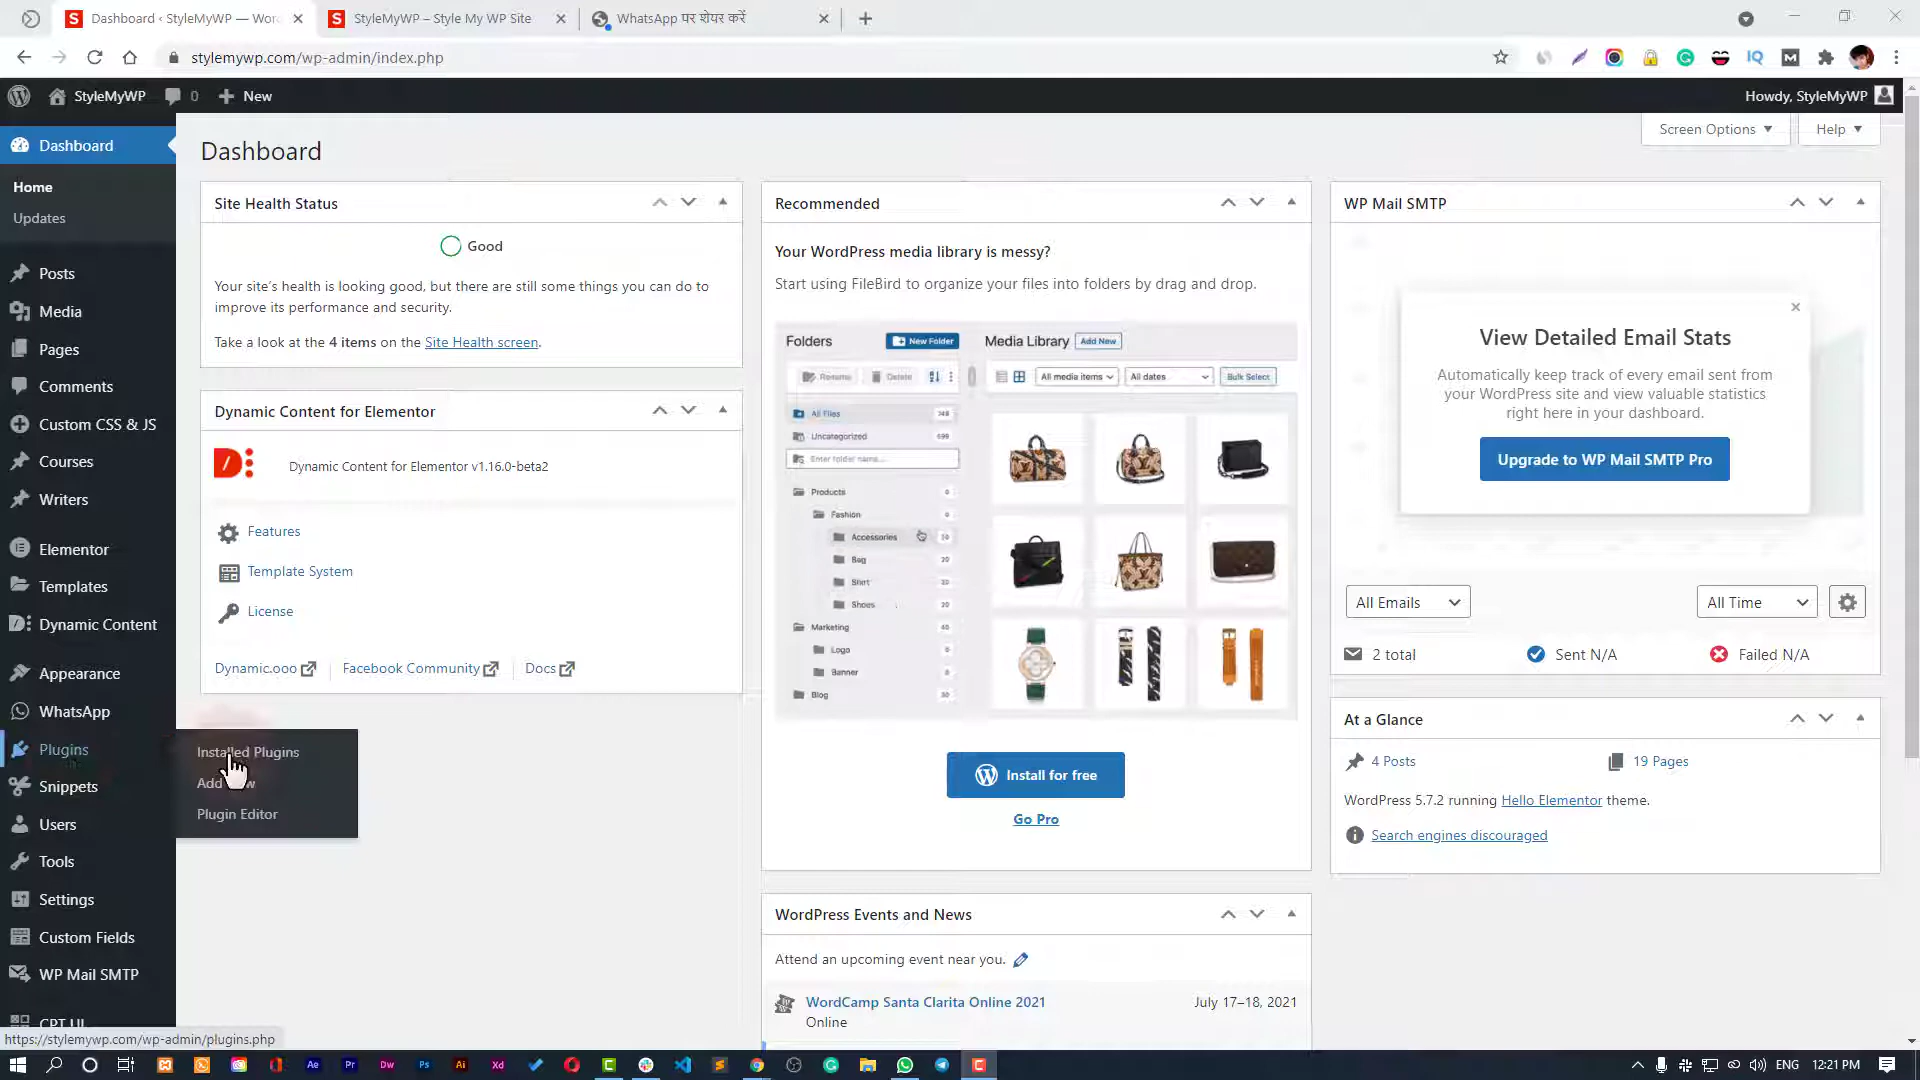 Dashboard ‹ StyleMyWP — Wor
StyleMyWP – Style My WP Site
WhatsApp पर शेयर करें
stylemywp.com/wp-admin/index.php
StyleMyWP
0
New
Howdy, StyleMyWP
Dashboard
Home
Updates
Posts
Media
Pages
Comments
Custom CSS & JS
Courses
Writers
Elementor
Templates
Dynamic Content
Appearance
WhatsApp
Plugins
Snippets
Users
Tools
Settings
Custom Fields
WP Mail SMTP
CPT UI
Installed Plugins
Plugin Editor
Screen Options
Help
Dashboard
Site Health Status
Good
Your site's health is looking good, but there are still some things you can do to
improve its performance and security.
Take a look at the 4 items on the Site Health screen.
Dynamic Content for Elementor
Dynamic Content for Elementor v1.16.0-beta2
Features
Template System
License
Dynamic.ooo
Facebook Community
Docs
Recommended
Your WordPress media library is messy?
Start using FileBird to organize your files into folders by drag and drop.
Folders
New Folder
Media Library
Add New
Rename
Delete
All media items
All dates
Bulk Select
All Files
Uncategorized
Enter folder name...
Products
Fashion
Accessories
Bag
Shirt
Shoes
Marketing
Logo
Banner
Blog
Install for free
Go Pro
WordPress Events and News
Attend an upcoming event near you.
WordCamp Santa Clarita Online 2021
July 17–18, 2021
Online
WP Mail SMTP
View Detailed Email Stats
Automatically keep track of every email sent from
your WordPress site and view valuable statistics
right here in your dashboard.
Upgrade to WP Mail SMTP Pro
All Emails
All Time
2 total
Sent N/A
Failed N/A
At a Glance
4 Posts
19 Pages
WordPress 5.7.2 running Hello Elementor theme.
Search engines discouraged
https://stylemywp.com/wp-admin/plugins.php
ENG
12:21 PM